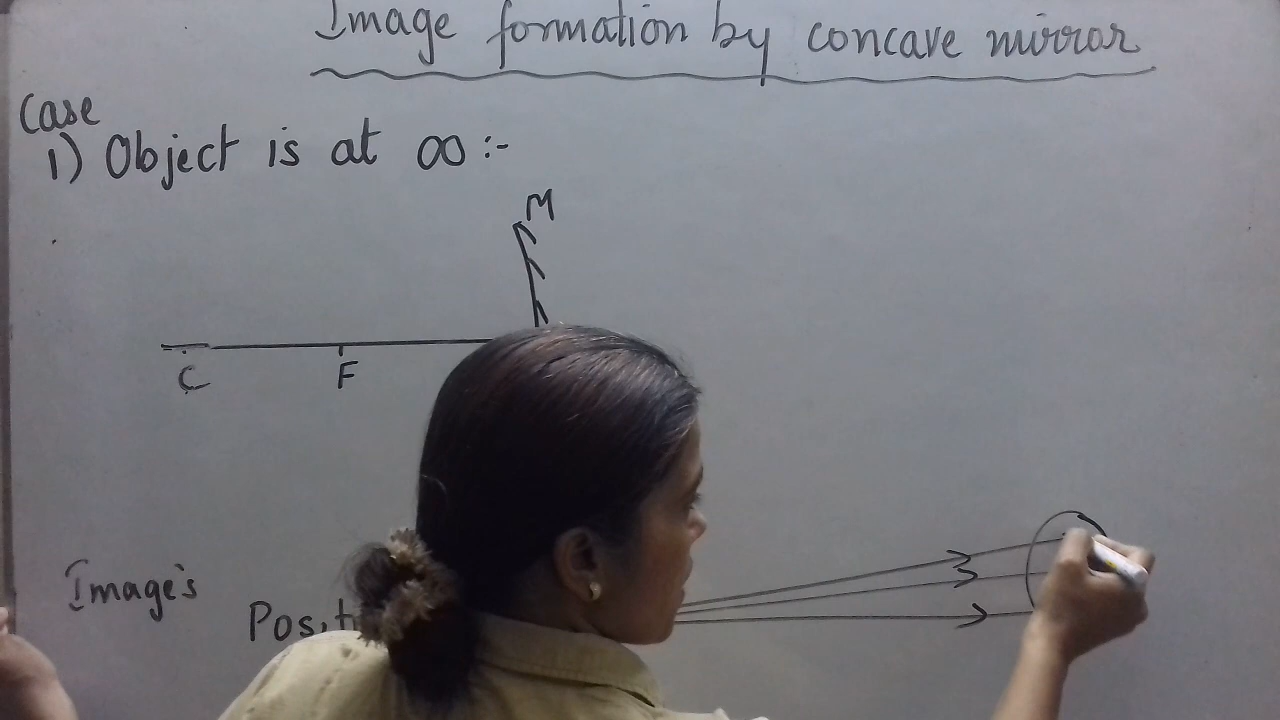 Image formation by concave mirror
Case
1) Object is at ∞ :-
M
C
F
Image's